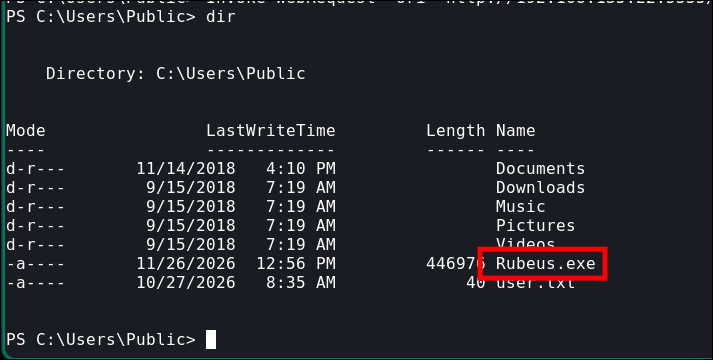 PS C:\Users\Public> dir
Directory: C:\Users\Public
Mode LastWriteTime Length Name
---- ------------- ------ ----
d-r--- 11/14/2018 4:10 PM Documents
d-r--- 9/15/2018 7:19 AM Downloads
d-r--- 9/15/2018 7:19 AM Music
d-r--- 9/15/2018 7:19 AM Pictures
d-r--- 9/15/2018 7:19 AM Videos
-a---- 11/26/2026 12:56 PM 446976 Rubeus.exe
-a---- 10/27/2026 8:35 AM 40 user.txt
PS C:\Users\Public>